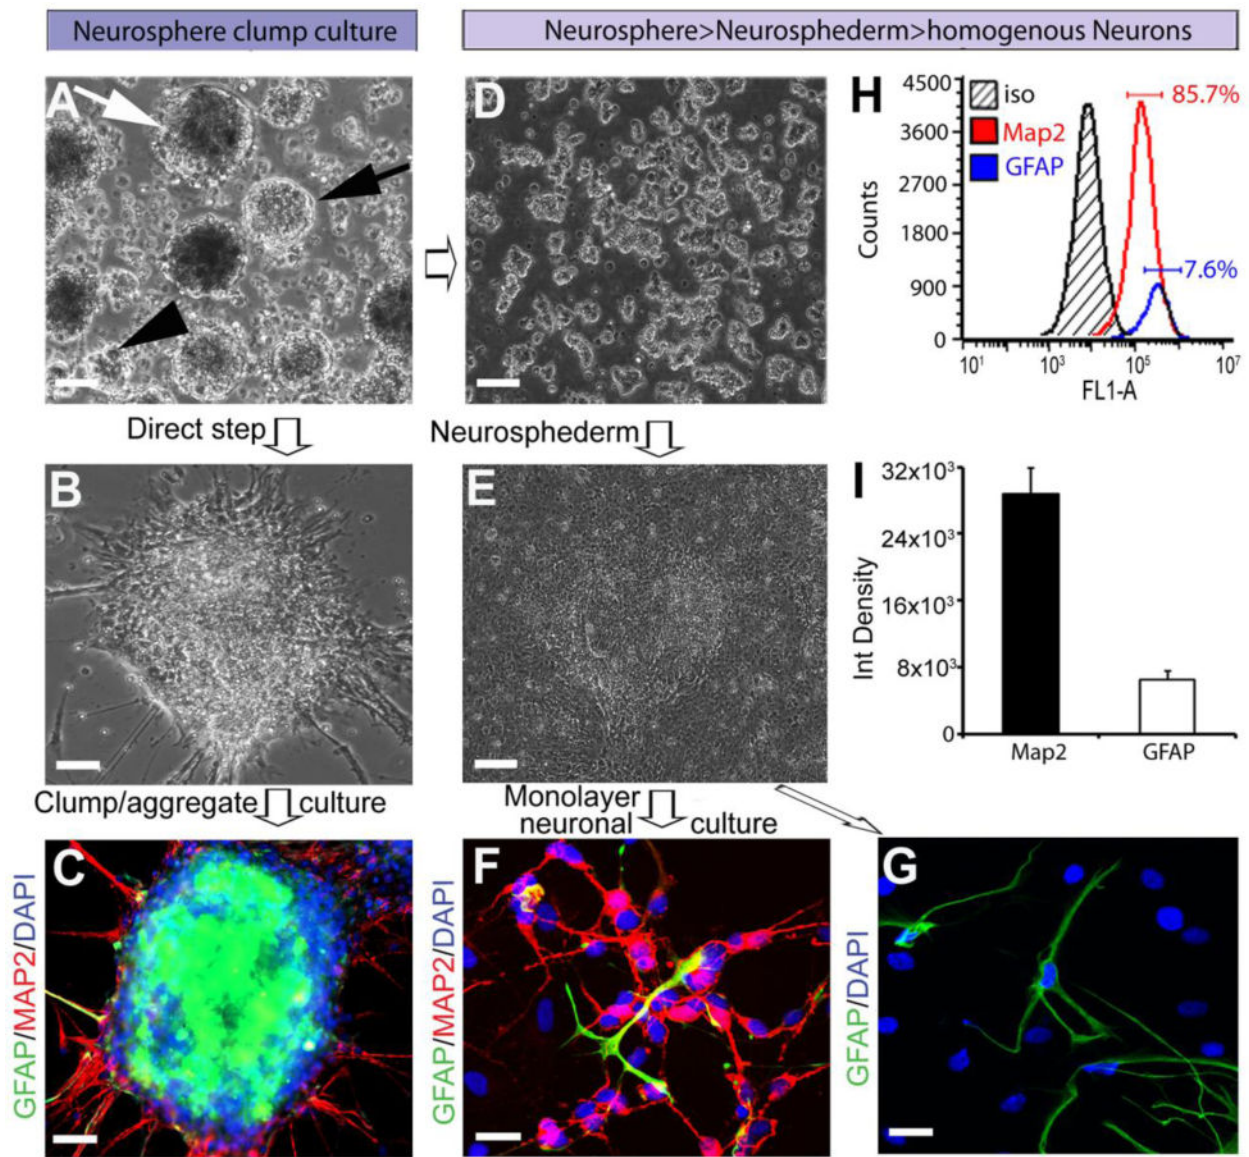 Neurosphere clump culture
Neurosphere>Neurosphederm>homogenous Neurons
A
D
H
4500
3600
2700
1800
900
0
Counts
iso
Map2
GFAP
85.7%
7.6%
10¹
10³
10⁵
10⁷
FL1-A
Direct step
Neurosphederm
B
E
I
32x10³
24x10³
16x10³
8x10³
0
Int Density
Map2
GFAP
Clump/aggregate culture
Monolayer
neuronal culture
C
GFAP/MAP2/DAPI
F
GFAP/MAP2/DAPI
G
GFAP/DAPI